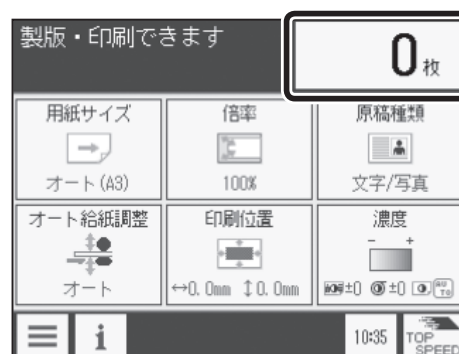 製版・印刷できます
0枚
用紙サイズ
オート(A3)
倍率
100%
原稿種類
文字/写真
オート給紙調整
オート
印刷位置
↔0.0mm ↕0.0mm
濃度
- +
±0 ±0 AUTO
i
10:35
TOP
SPEED